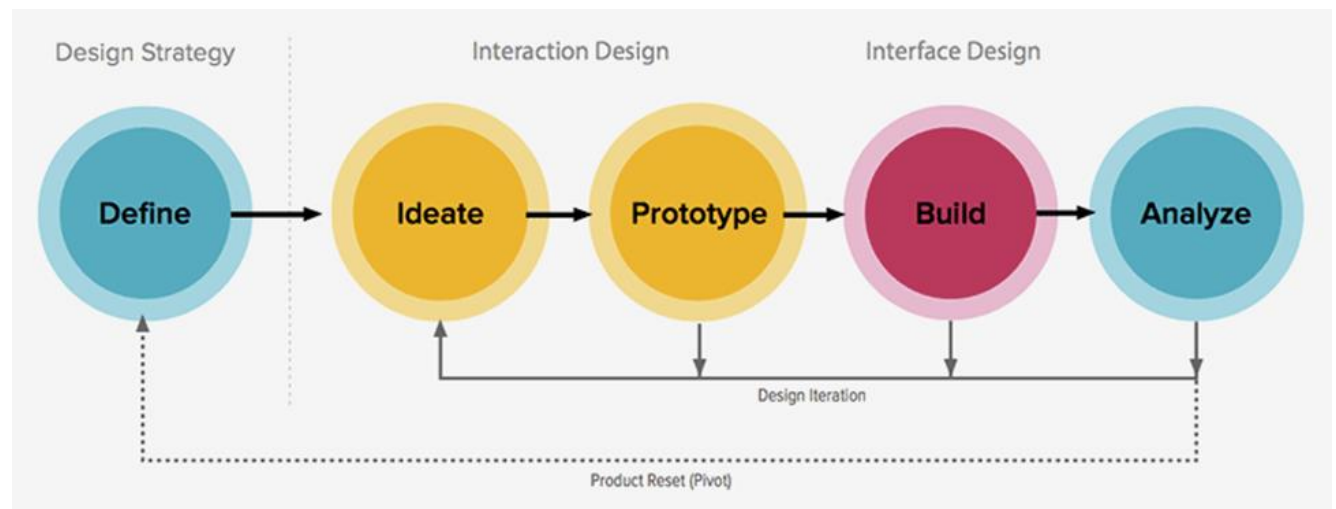 Design Strategy
Interaction Design
Interface Design
Define
Ideate
Prototype
Build
Analyze
Design Iteration
Product Reset (Pivot)